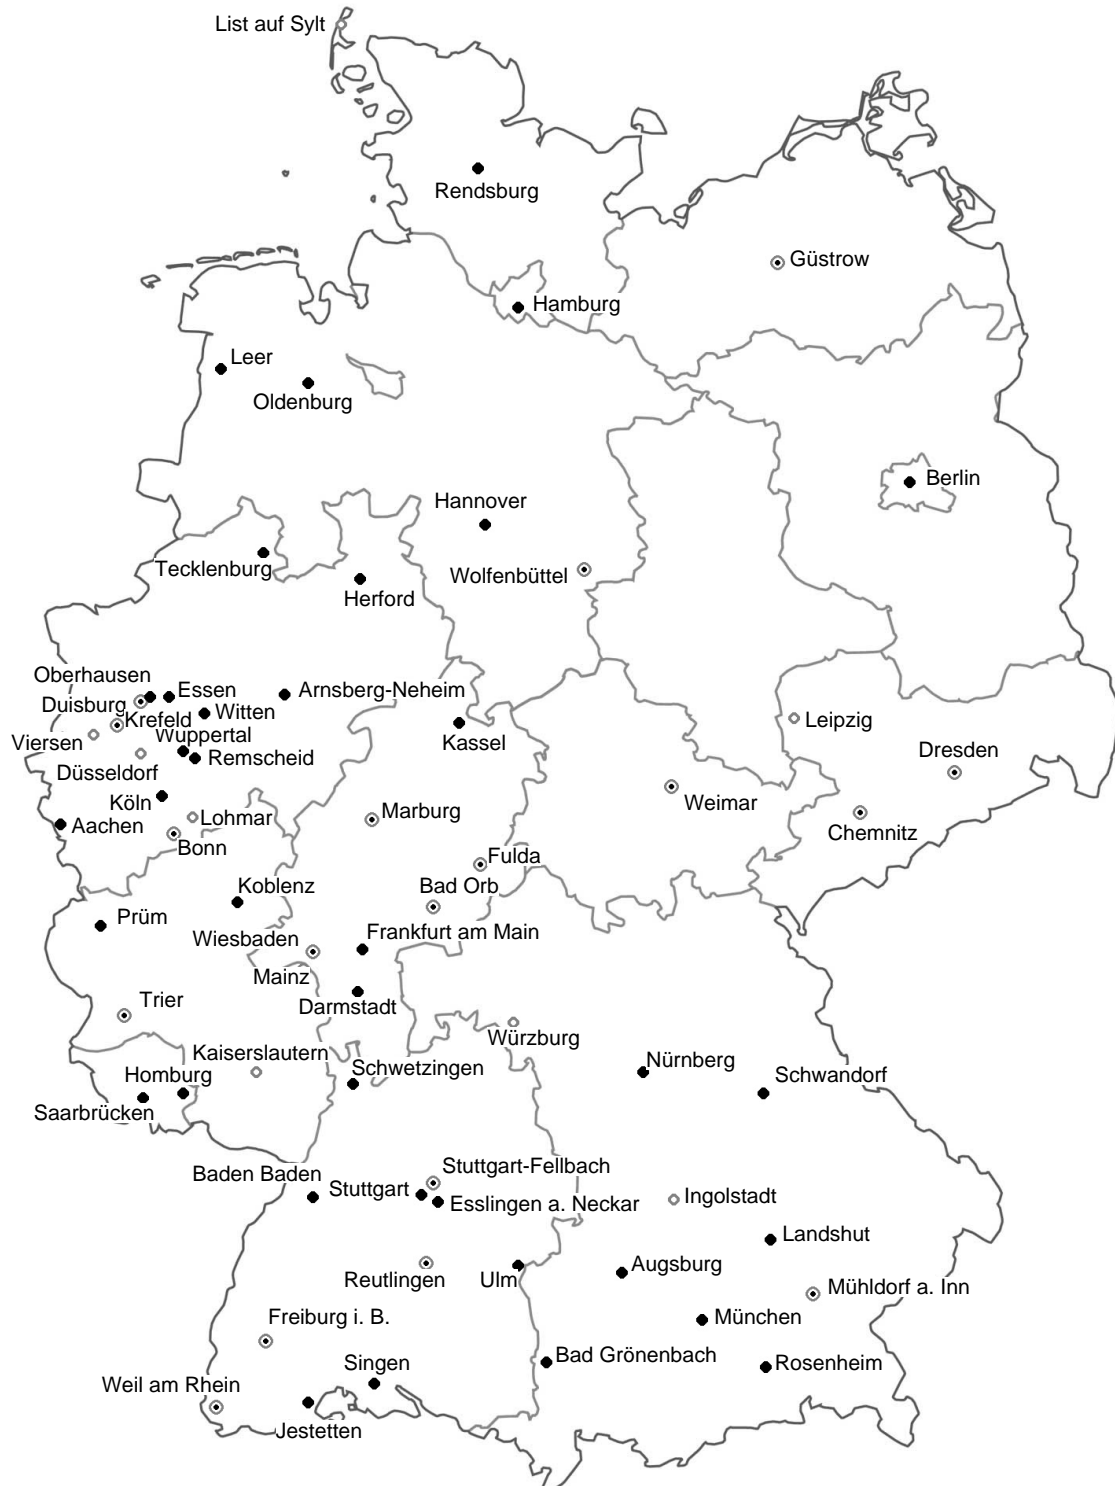 List auf Sylt
Rendsburg
Güstrow
Hamburg
Leer
Oldenburg
Berlin
Hannover
Tecklenburg
Wolfenbüttel
Herford
Oberhausen
Essen
Arnsberg-Neheim
Duisburg
Witten
Krefeld
Leipzig
Viersen
Wuppertal
Kassel
Dresden
Düsseldorf
Remscheid
Köln
Weimar
Lohmar
Marburg
Aachen
Chemnitz
Bonn
Fulda
Koblenz
Bad Orb
Prüm
Wiesbaden
Frankfurt am Main
Mainz
Trier
Darmstadt
Würzburg
Kaiserslautern
Nürnberg
Homburg
Schwetzingen
Schwandorf
Saarbrücken
Baden Baden
Stuttgart-Fellbach
Stuttgart
Esslingen a. Neckar
Ingolstadt
Landshut
Reutlingen
Ulm
Augsburg
Mühldorf a. Inn
Freiburg i. B.
München
Singen
Bad Grönenbach
Rosenheim
Weil am Rhein
Jestetten